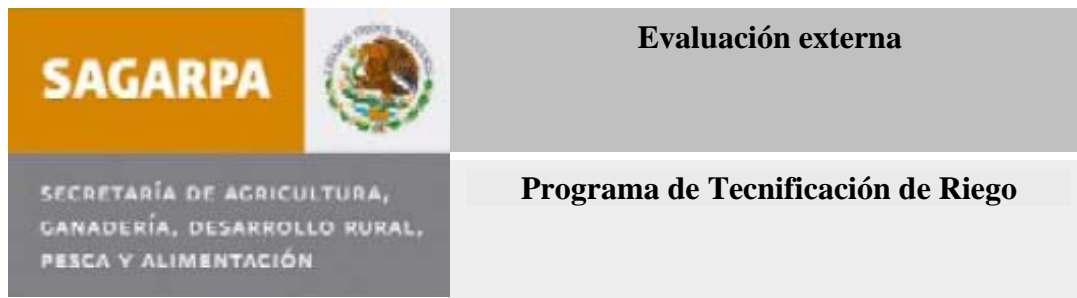 SAGARPA
SECRETARÍA DE AGRICULTURA,
GANADERÍA, DESARROLLO RURAL,
PESCA Y ALIMENTACIÓN
Evaluación externa
Programa de Tecnificación de Riego